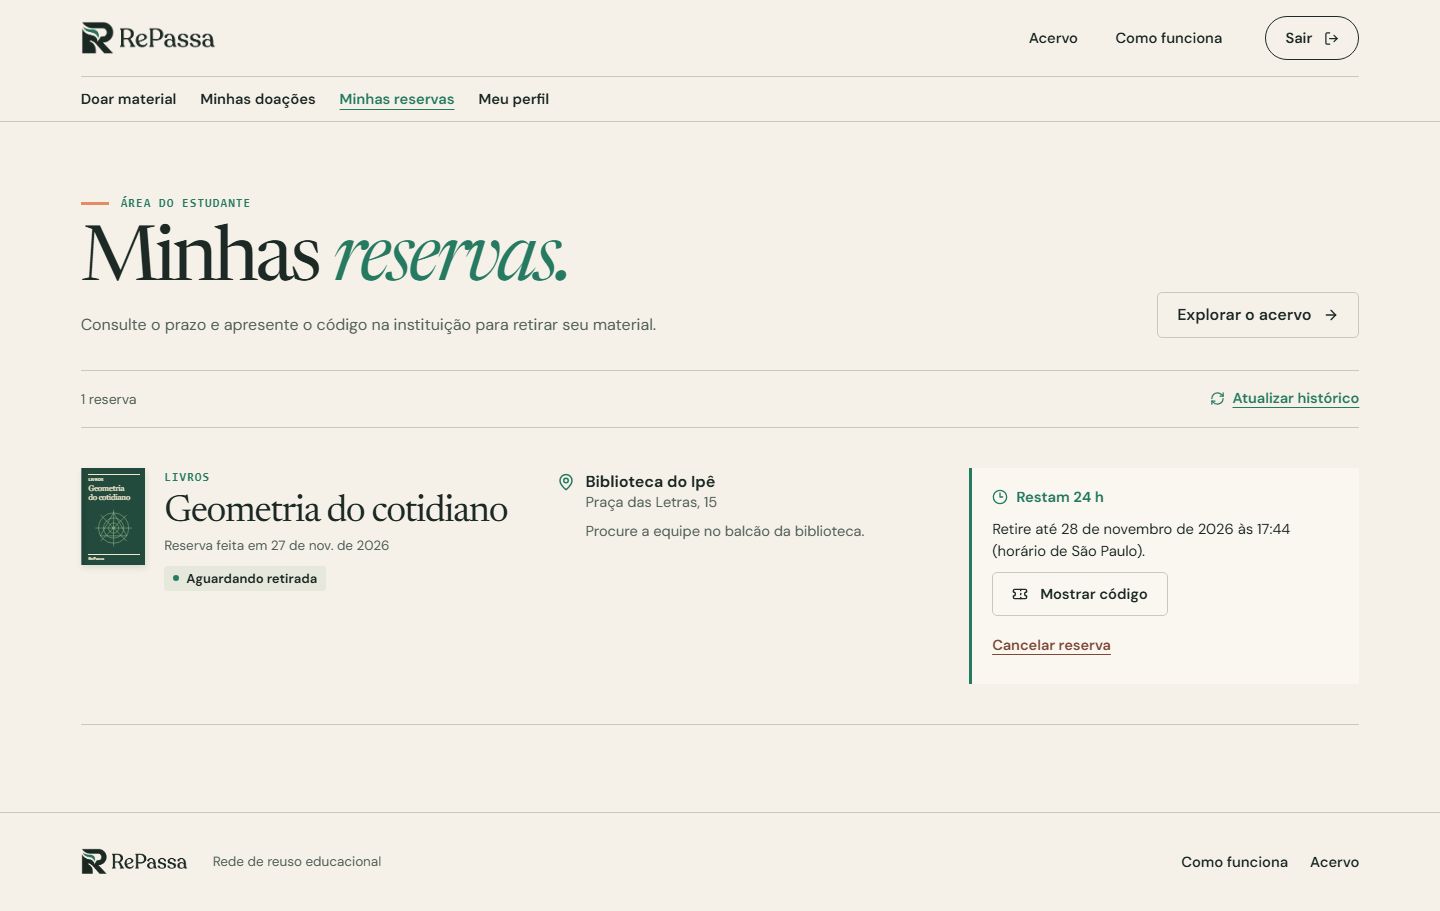 RePassa
Acervo
Como funciona
Sair
Doar material
Minhas doações
Minhas reservas
Meu perfil
ÁREA DO ESTUDANTE
Minhas reservas.
Consulte o prazo e apresente o código na instituição para retirar seu material.
Explorar o acervo
1 reserva
Atualizar histórico
LIVROS
Geometria
do cotidiano
RePassa
LIVROS
Geometria do cotidiano
Reserva feita em 27 de nov. de 2026
Aguardando retirada
Biblioteca do Ipê
Praça das Letras, 15
Procure a equipe no balcão da biblioteca.
Restam 24 h
Retire até 28 de novembro de 2026 às 17:44
(horário de São Paulo).
Mostrar código
Cancelar reserva
RePassa
Rede de reuso educacional
Como funciona
Acervo